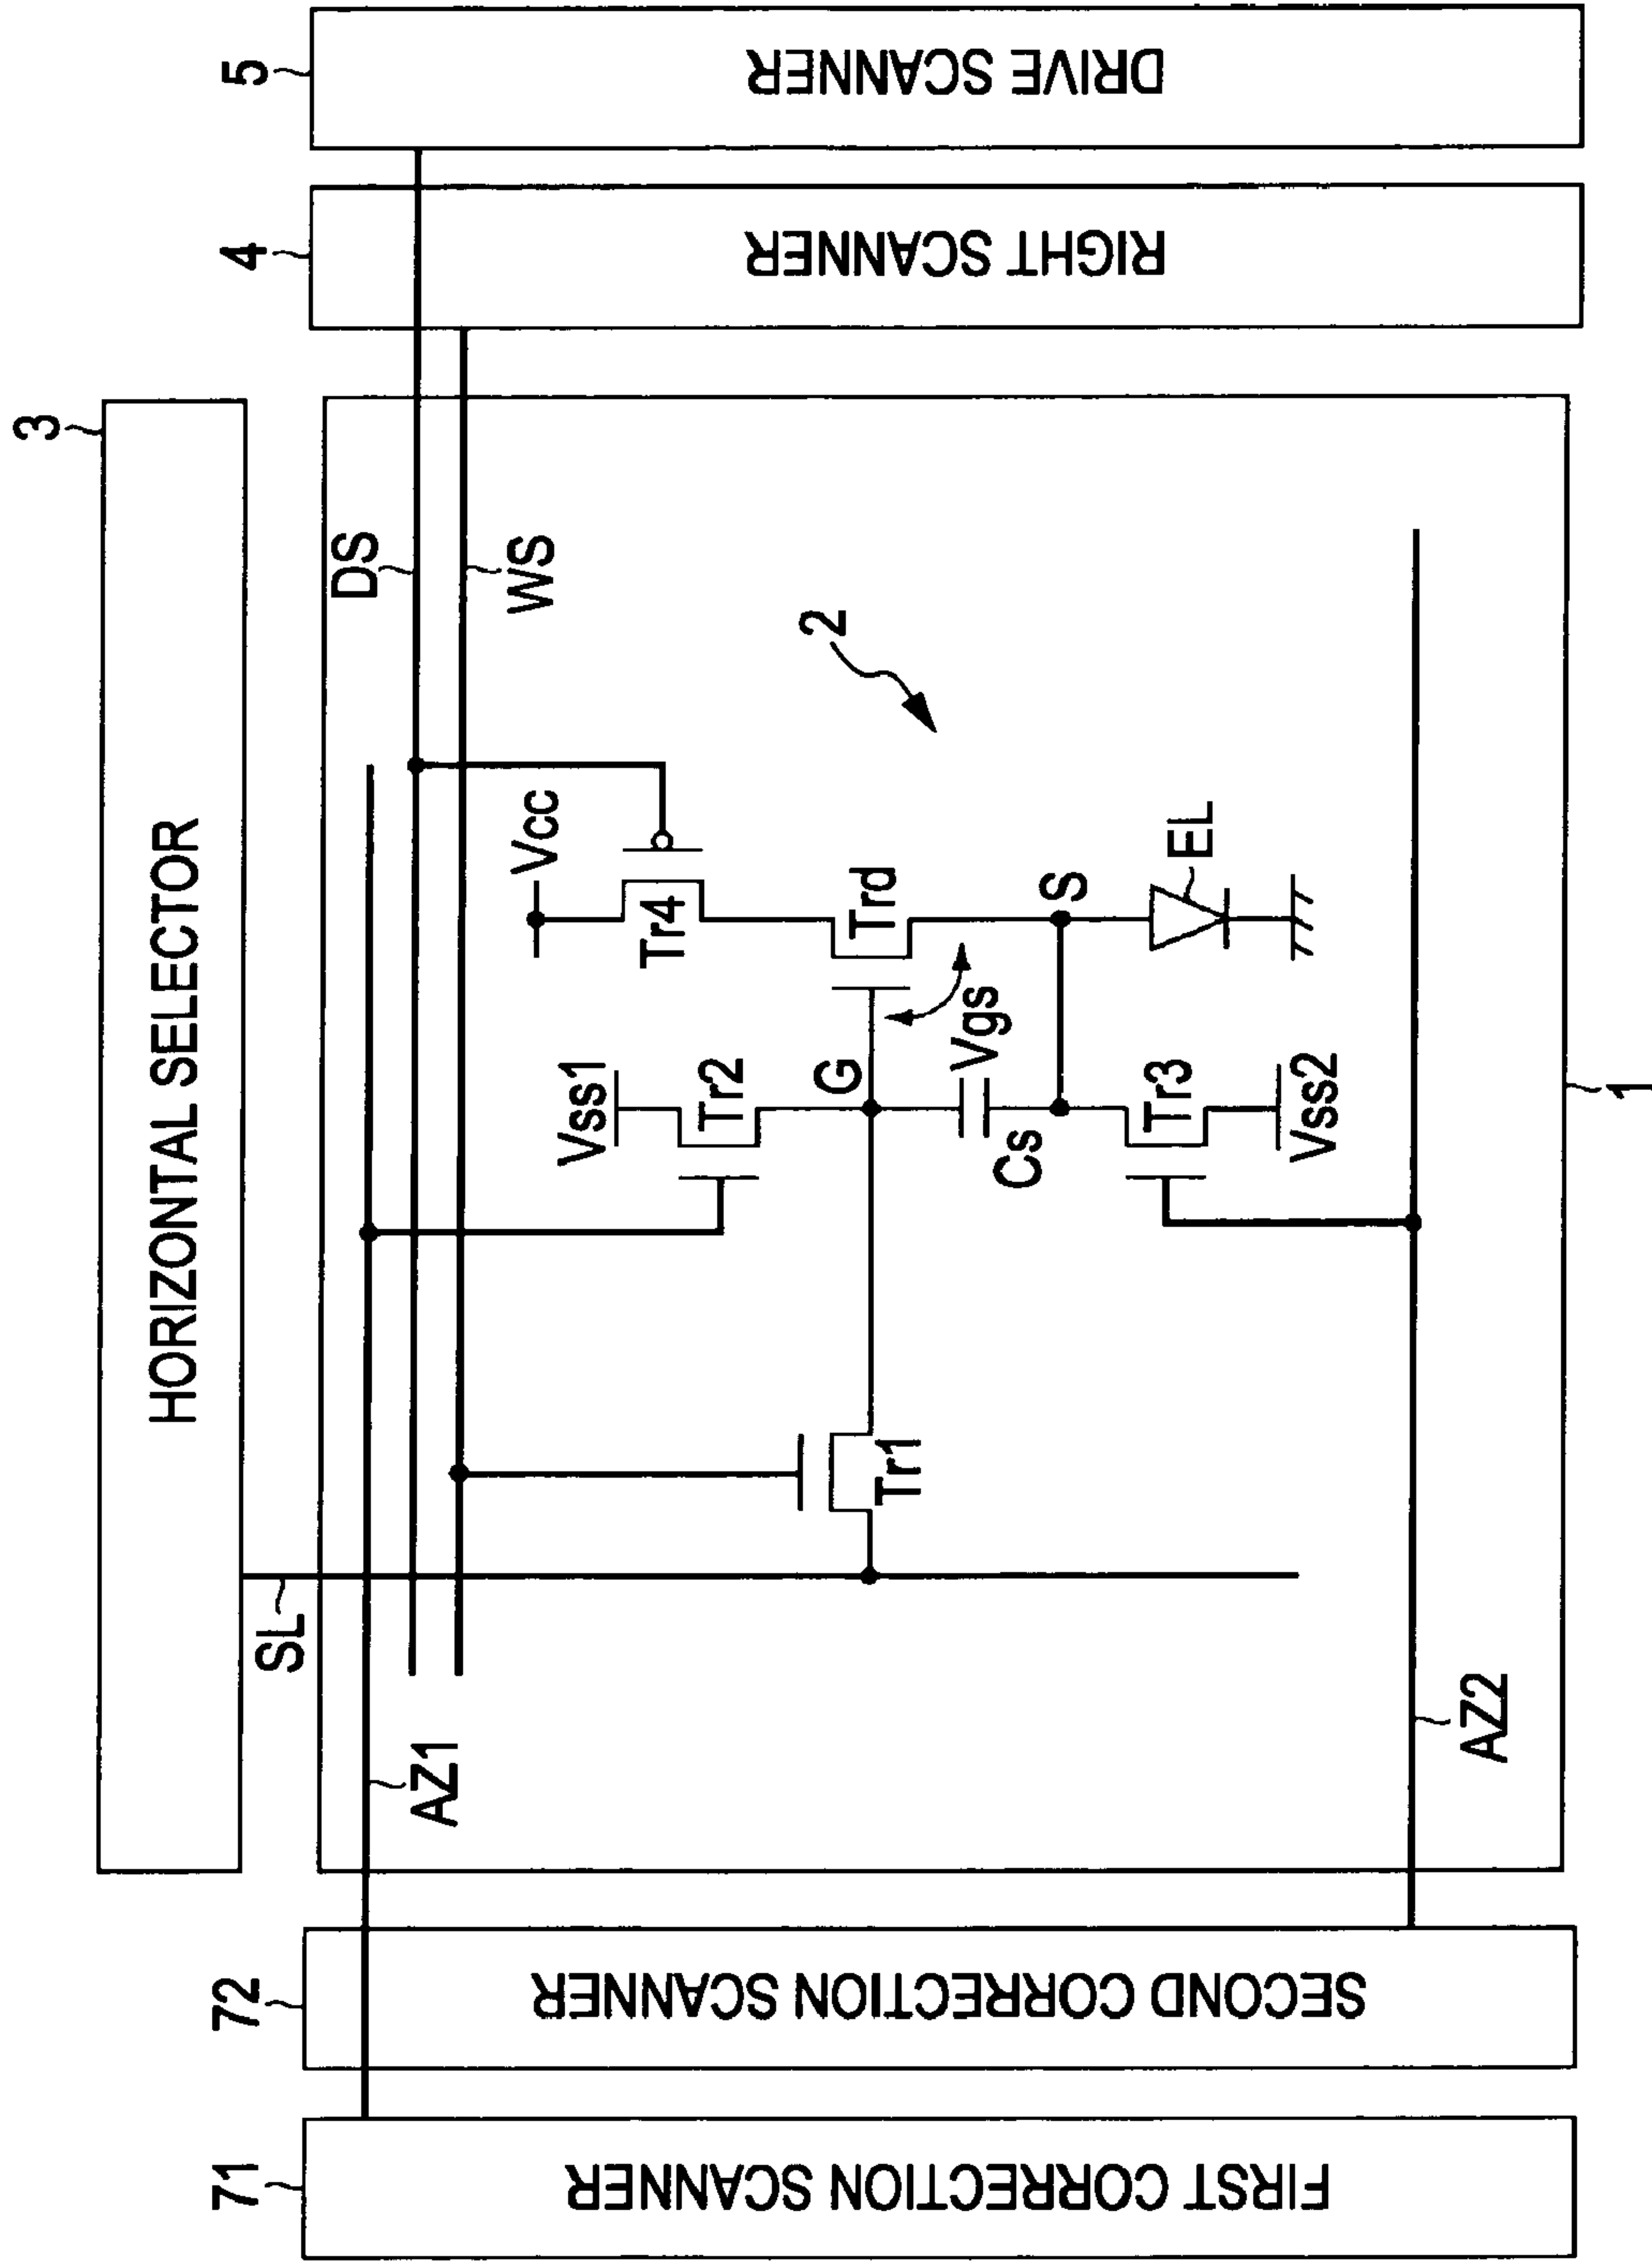 3
HORIZONTAL SELECTOR
71
FIRST CORRECTION SCANNER
72
SECOND CORRECTION SCANNER
4
RIGHT SCANNER
5
DRIVE SCANNER
SL
DS
AZ1
WS
Vss1
Vcc
Tr2
Tr4
2
G
Trd
Tr1
Vgs
Cs
S
Tr3
EL
Vss2
AZ2
1